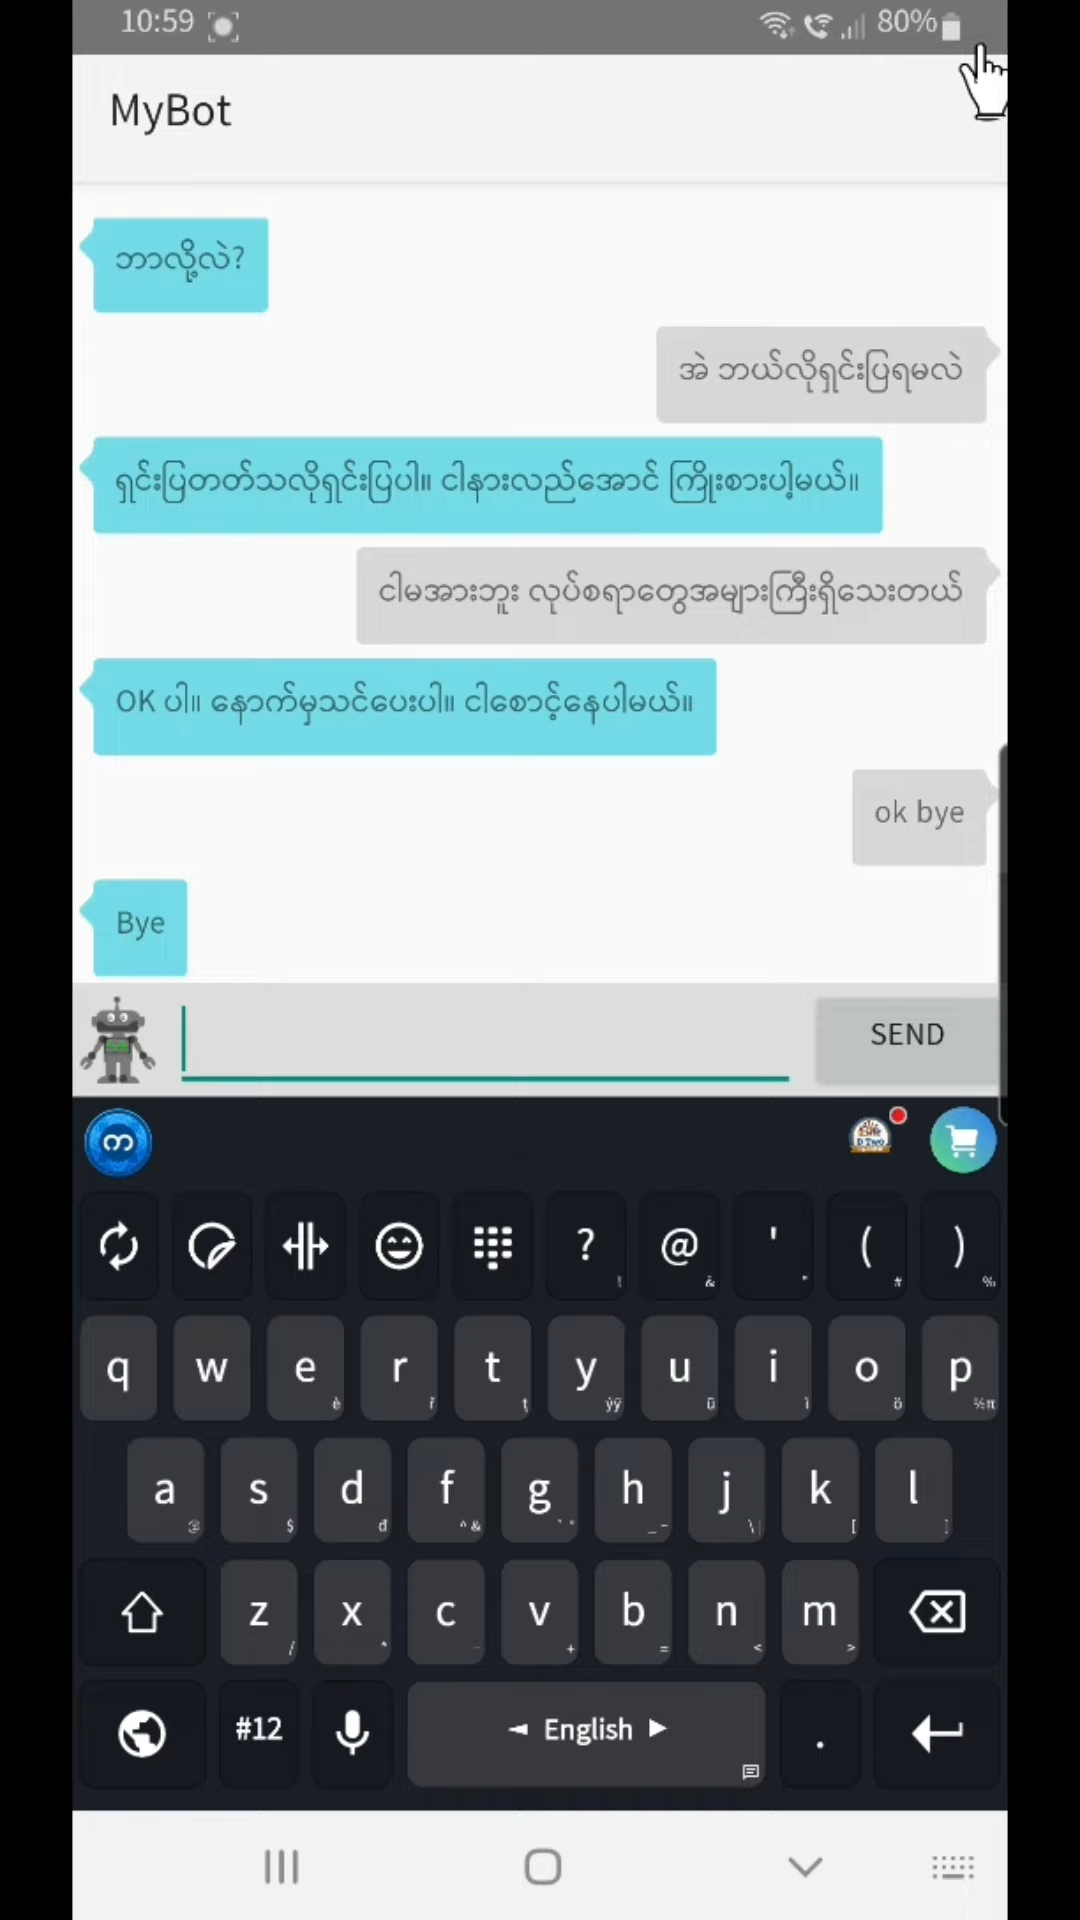 10:59
80%
MyBot
ဘာလို့လဲ?
အဲ ဘယ်လိုရှင်းပြရမလဲ
ရှင်းပြတတ်သလိုရှင်းပြပါ။ ငါနားလည်အောင် ကြိုးစားပါ့မယ်။
ငါမအားဘူး လုပ်စရာတွေအများကြီးရှိသေးတယ်
OK ပါ။ နောက်မှသင်ပေးပါ။ ငါစောင့်နေပါမယ်။
ok bye
Bye
SEND
က
? @ ' ( )
q w e r t y u i o p
a s d f g h j k l
z x c v b n m
#12
◄ English ►
.